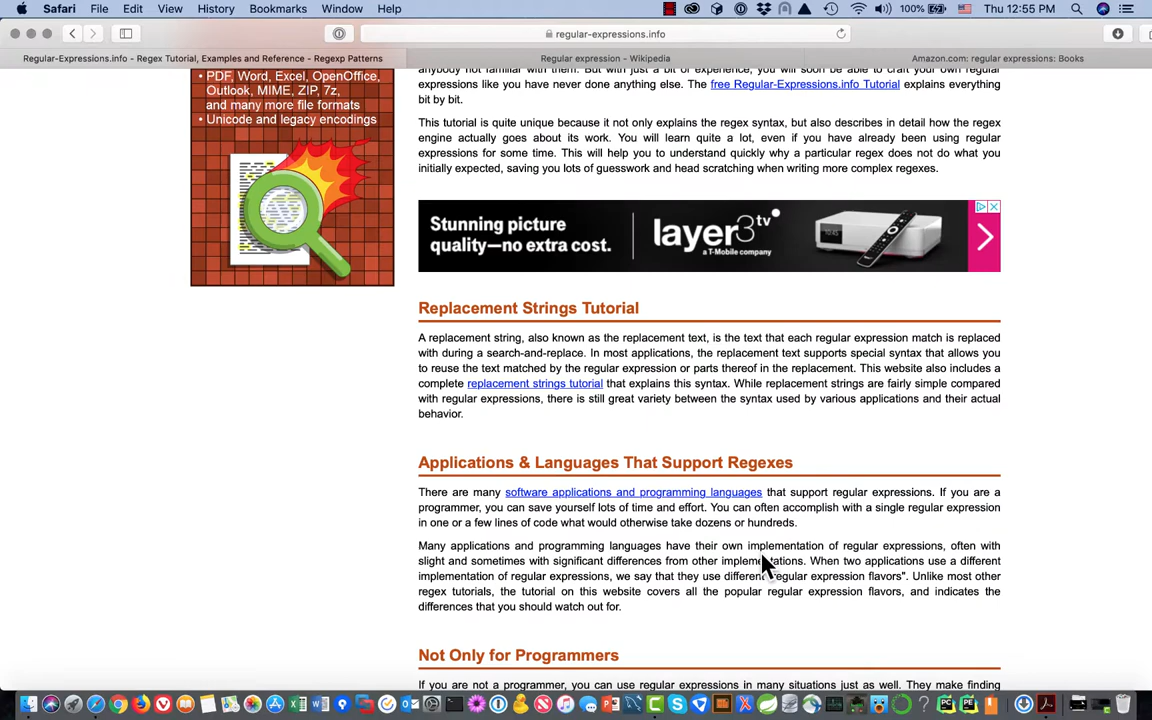 Safari File Edit View History Bookmarks Window Help 100% Thu 12:55 PM
regular-expressions.info
Regular-Expressions.info - Regex Tutorial, Examples and Reference - Regexp Patterns
Regular expression - Wikipedia
Amazon.com: regular expressions: Books
• PDF, Word, Excel, OpenOffice,
Outlook, MIME, ZIP, 7z,
and many more file formats
• Unicode and legacy encodings
anybody not familiar with them. But with just a bit of experience, you will soon be able to craft your own regular
expressions like you have never done anything else. The free Regular-Expressions.info Tutorial explains everything
bit by bit.
This tutorial is quite unique because it not only explains the regex syntax, but also describes in detail how the regex
engine actually goes about its work. You will learn quite a lot, even if you have already been using regular
expressions for some time. This will help you to understand quickly why a particular regex does not do what you
initially expected, saving you lots of guesswork and head scratching when writing more complex regexes.
Stunning picture
quality—no extra cost.
layer3 tv
a T-Mobile company
Replacement Strings Tutorial
A replacement string, also known as the replacement text, is the text that each regular expression match is replaced
with during a search-and-replace. In most applications, the replacement text supports special syntax that allows you
to reuse the text matched by the regular expression or parts thereof in the replacement. This website also includes a
complete replacement strings tutorial that explains this syntax. While replacement strings are fairly simple compared
with regular expressions, there is still great variety between the syntax used by various applications and their actual
behavior.
Applications & Languages That Support Regexes
There are many software applications and programming languages that support regular expressions. If you are a
programmer, you can save yourself lots of time and effort. You can often accomplish with a single regular expression
in one or a few lines of code what would otherwise take dozens or hundreds.
Many applications and programming languages have their own implementation of regular expressions, often with
slight and sometimes with significant differences from other implementations. When two applications use a different
implementation of regular expressions, we say that they use different regular expression flavors". Unlike most other
regex tutorials, the tutorial on this website covers all the popular regular expression flavors, and indicates the
differences that you should watch out for.
Not Only for Programmers
If you are not a programmer, you can use regular expressions in many situations just as well. They make finding